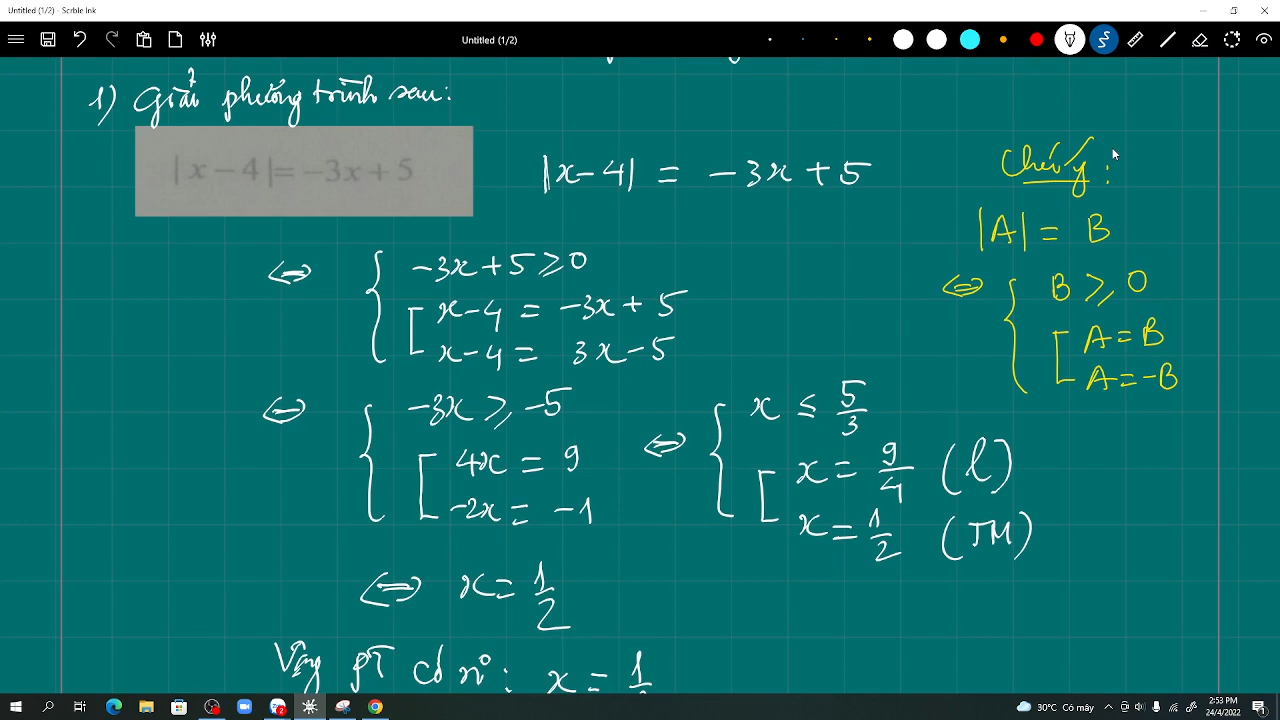 Untitled (1/2) - Scrble Ink
Untitled (1/2)
1) Giải phương trình sau:
|x − 4| = −3x + 5
|x − 4| = −3x + 5
⇔ { −3x + 5 ≥ 0
[ x − 4 = −3x + 5
x − 4 = 3x − 5
⇔ { −3x ≥ −5
[ 4x = 9
−2x = −1
⇔ { x ≤ 5/3
[ x = 9/4 (l)
x = 1/2 (TM)
⇔ x = 1/2
Vậy pt có n°: x = 1/2
Chú ý:
|A| = B
⇔ { B ≥ 0
[ A = B
A = −B
30°C Có mây
2:53 PM
24/4/2022